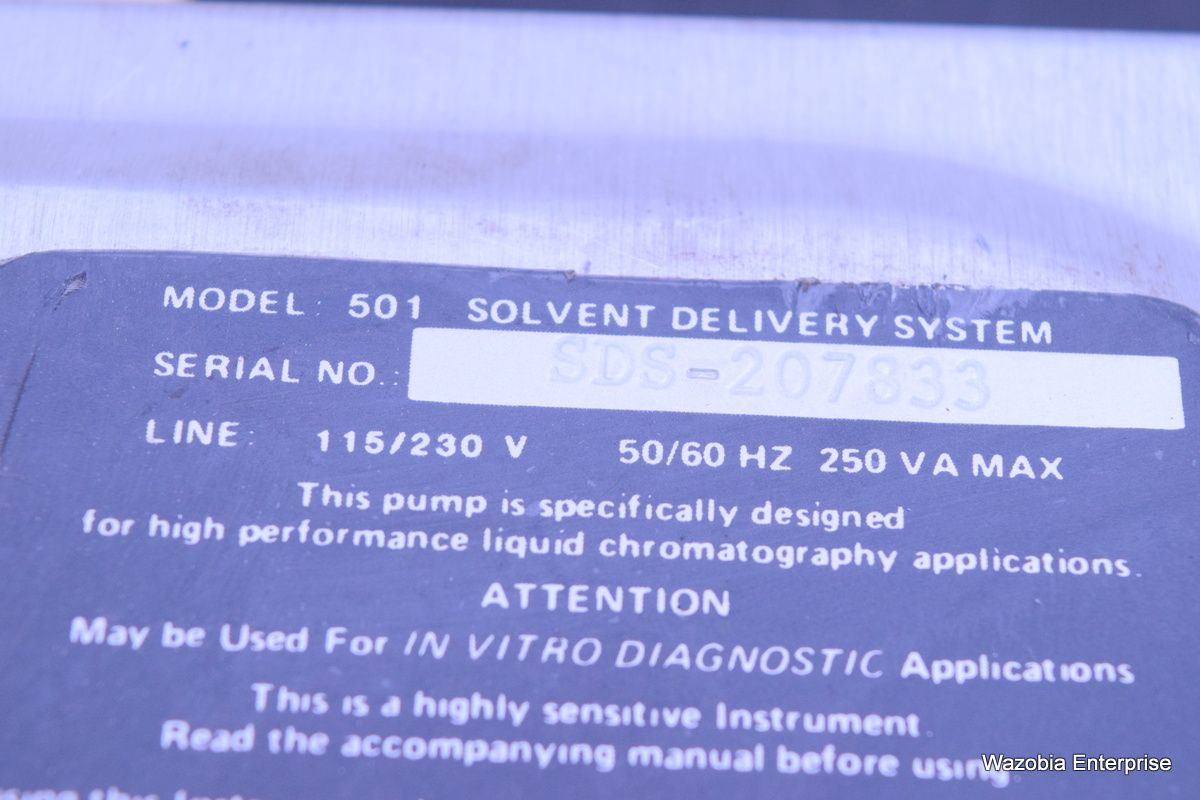 MODEL: 501 SOLVENT DELIVERY SYSTEM
SERIAL NO.: SDS-207833
LINE: 115/230 V 50/60 HZ 250 VA MAX
This pump is specifically designed
for high performance liquid chromatography applications.
ATTENTION
May be Used For IN VITRO DIAGNOSTIC Applications
This is a highly sensitive Instrument.
Read the accompanying manual before using.
Wazobia Enterprise